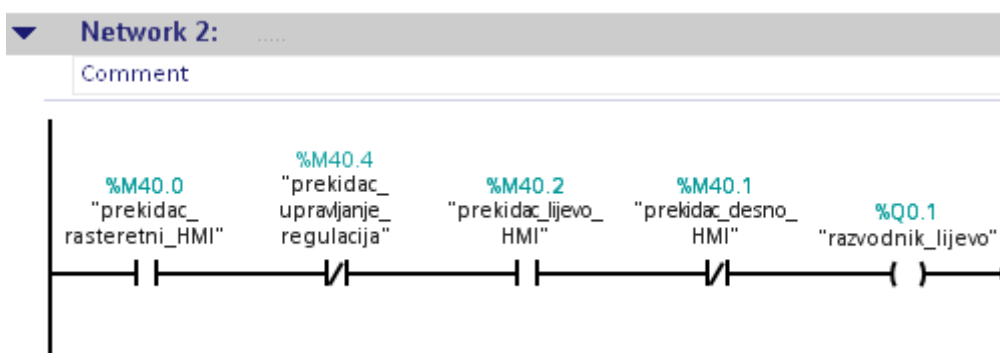 Network 2: .....
Comment
%M40.0
"prekidac_
rasteretni_HMI"
%M40.4
"prekidac_
upravljanje_
regulacija"
%M40.2
"prekidac_lijevo_
HMI"
%M40.1
"prekidac_desno_
HMI"
%Q0.1
"razvodnik_lijevo"